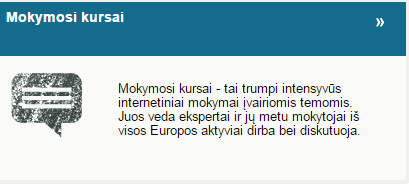 Mokymosi kursai »
Mokymosi kursai - tai trumpi intensyvūs
internetiniai mokymai įvairiomis temomis.
Juos veda ekspertai ir jų metu mokytojai iš
visos Europos aktyviai dirba bei diskutuoja.